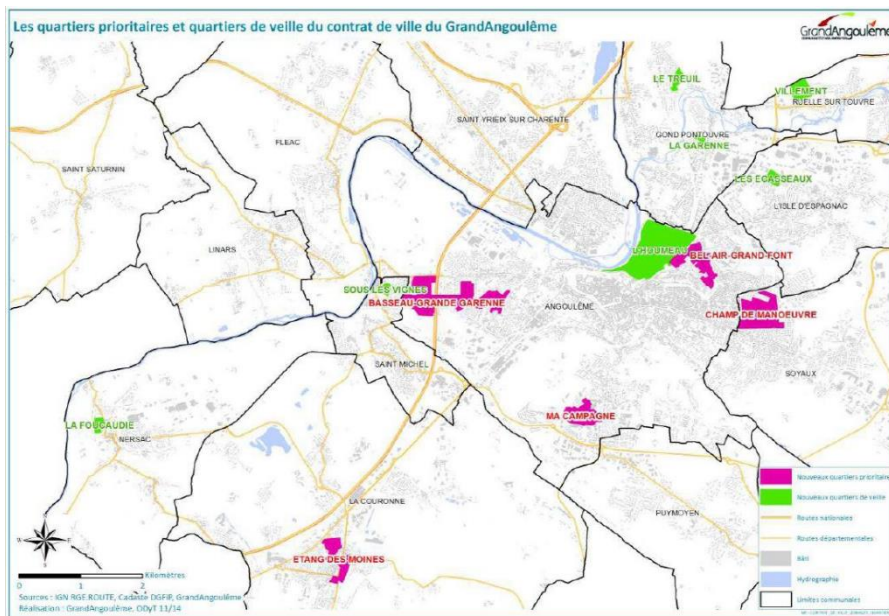 Les quartiers prioritaires et quartiers de veille du contrat de ville du GrandAngoulême
GrandAngoulême
LE TREUIL
VILLEMENT
RUELLE SUR TOUVRE
SAINT YRIEIX SUR CHARENTE
GOND PONTOUVRE
LA GARENNE
FLEAC
SAINT SATURNIN
LES ECASSEAUX
L'ISLE D'ESPAGNAC
LINARS
L'HOUMEAU
BEL-AIR-GRAND-FONT
SOUS LES VIGNES
BASSEAU-GRANDE GARENNE
ANGOULÊME
CHAMP DE MANOEUVRE
SAINT MICHEL
SOYAUX
MA CAMPAGNE
LA FOUCAUDIE
NERSAC
Nouveaux quartiers prioritaire
Nouveaux quartiers de veille
LA COURONNE
PUYMOYEN
Routes nationales
Routes départementales
ETANG DES MOINES
Bâti
Hydrographie
Limites communales
Kilomètres
0 1 2
Sources : IGN RGE ROUTE, Cadastre DGFiP, GrandAngoulême
Réalisation : GrandAngoulême, ODyT 11/14